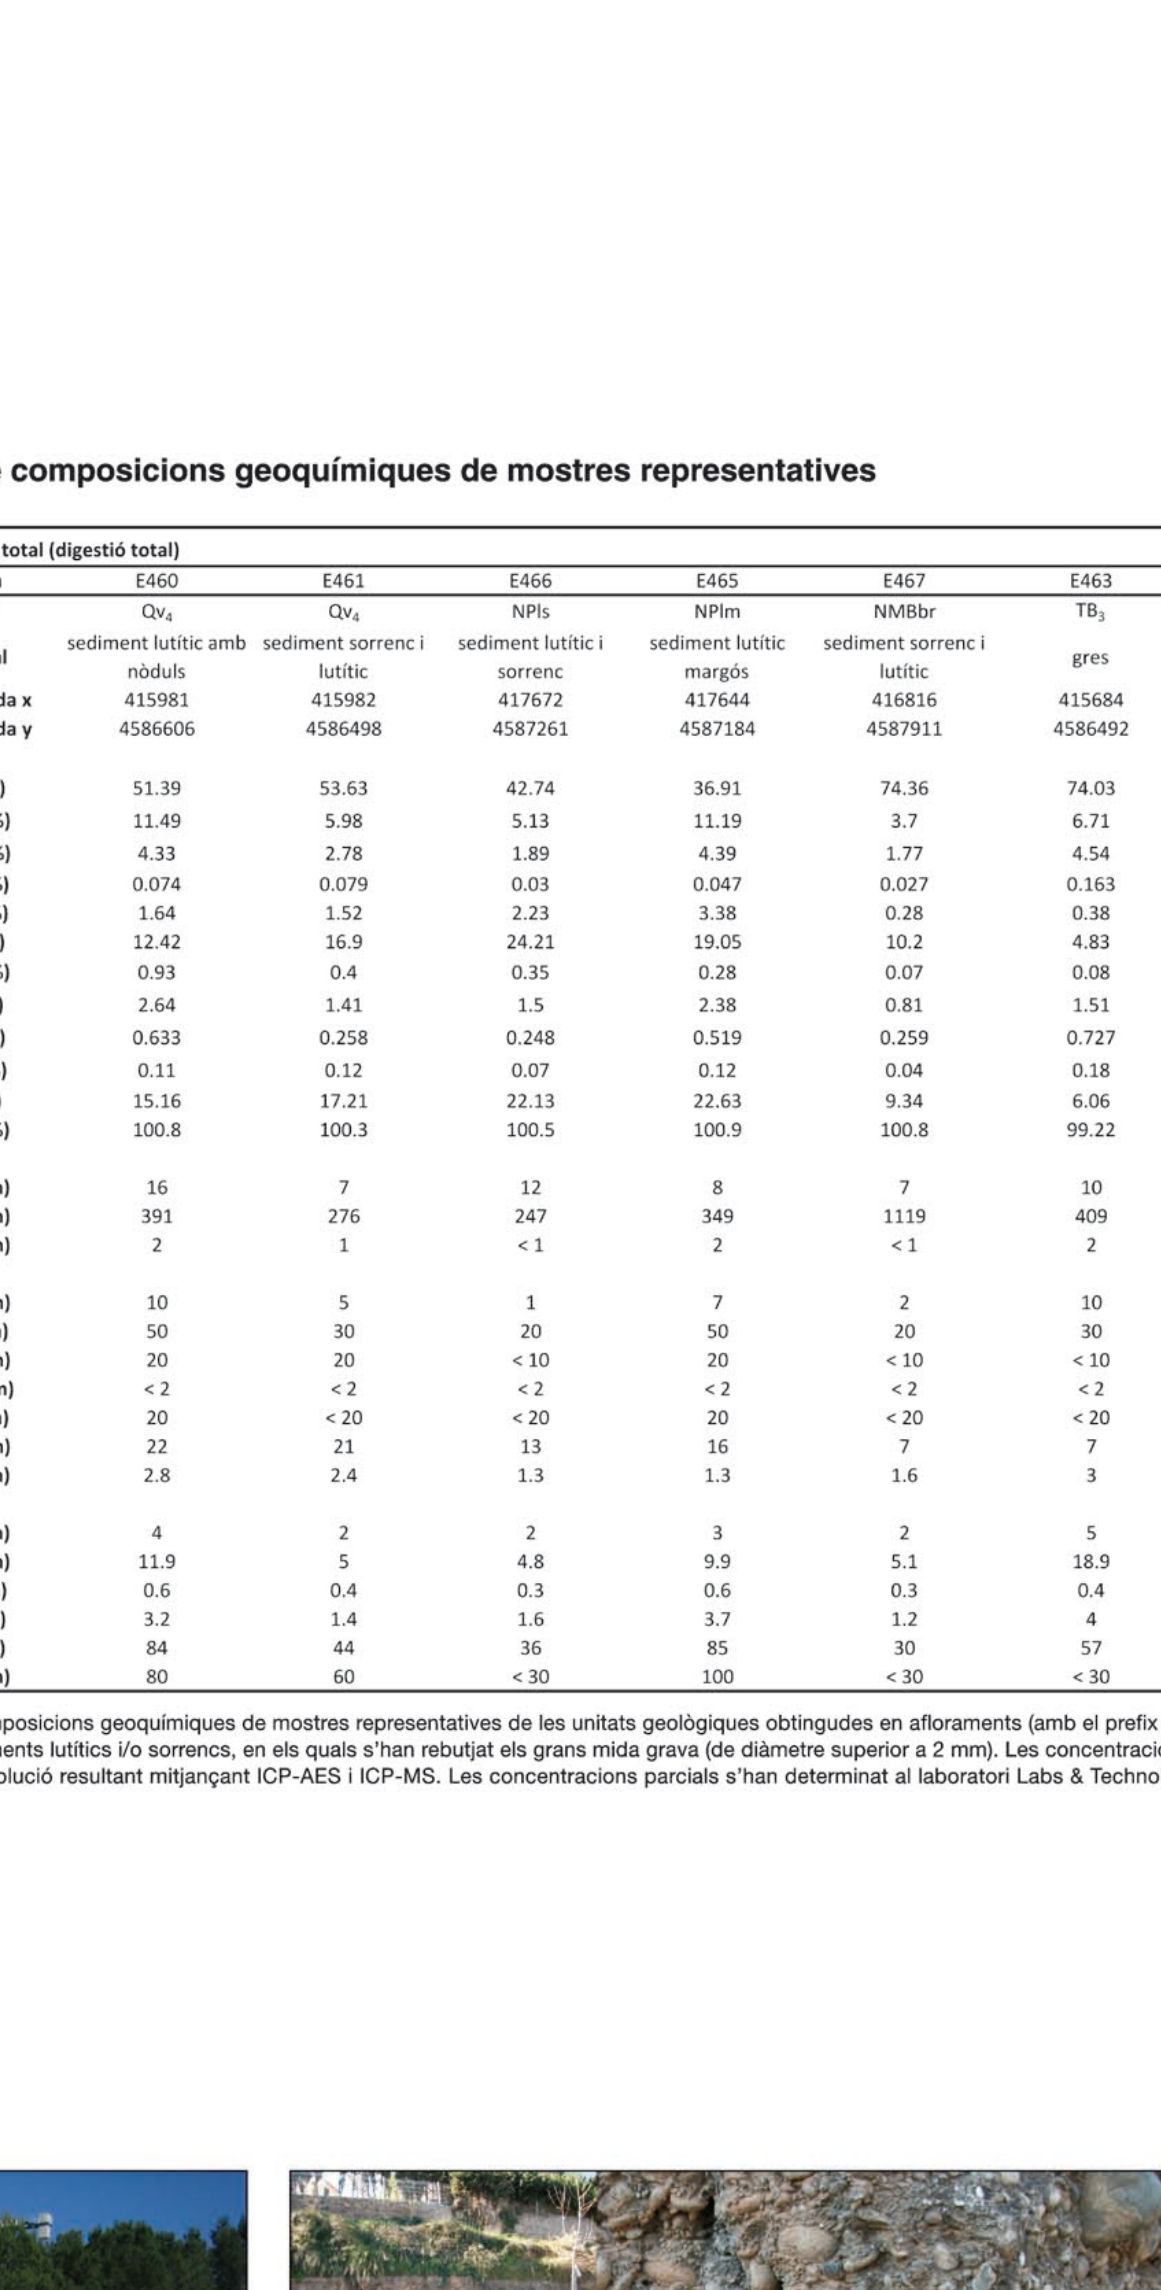 composicions geoquímiques de mostres representatives
total (digestió total)
E460 E461 E466 E465 E467 E463
Qv4 Qv4 NPls NPlm NMBbr TB3
sediment lutític amb sediment sorrenc i sediment lutític i sediment lutític sediment sorrenc i gres
nòduls lutític sorrenc margós lutític
da x 415981 415982 417672 417644 416816 415684
da y 4586606 4586498 4587261 4587184 4587911 4586492
) 51.39 53.63 42.74 36.91 74.36 74.03
%) 11.49 5.98 5.13 11.19 3.7 6.71
%) 4.33 2.78 1.89 4.39 1.77 4.54
%) 0.074 0.079 0.03 0.047 0.027 0.163
%) 1.64 1.52 2.23 3.38 0.28 0.38
) 12.42 16.9 24.21 19.05 10.2 4.83
%) 0.93 0.4 0.35 0.28 0.07 0.08
) 2.64 1.41 1.5 2.38 0.81 1.51
) 0.633 0.258 0.248 0.519 0.259 0.727
) 0.11 0.12 0.07 0.12 0.04 0.18
) 15.16 17.21 22.13 22.63 9.34 6.06
%) 100.8 100.3 100.5 100.9 100.8 99.22
) 16 7 12 8 7 10
) 391 276 247 349 1119 409
) 2 1 < 1 2 < 1 2
) 10 5 1 7 2 10
) 50 30 20 50 20 30
) 20 20 < 10 20 < 10 < 10
m) < 2 < 2 < 2 < 2 < 2 < 2
) 20 < 20 < 20 20 < 20 < 20
) 22 21 13 16 7 7
) 2.8 2.4 1.3 1.3 1.6 3
) 4 2 2 3 2 5
) 11.9 5 4.8 9.9 5.1 18.9
) 0.6 0.4 0.3 0.6 0.3 0.4
) 3.2 1.4 1.6 3.7 1.2 4
) 84 44 36 85 30 57
) 80 60 < 30 100 < 30 < 30
mposicions geoquímiques de mostres representatives de les unitats geològiques obtingudes en afloraments (amb el prefix
ments lutítics i/o sorrencs, en els quals s'han rebutjat els grans mida grava (de diàmetre superior a 2 mm). Les concentracio
olució resultant mitjançant ICP-AES i ICP-MS. Les concentracions parcials s'han determinat al laboratori Labs & Techno